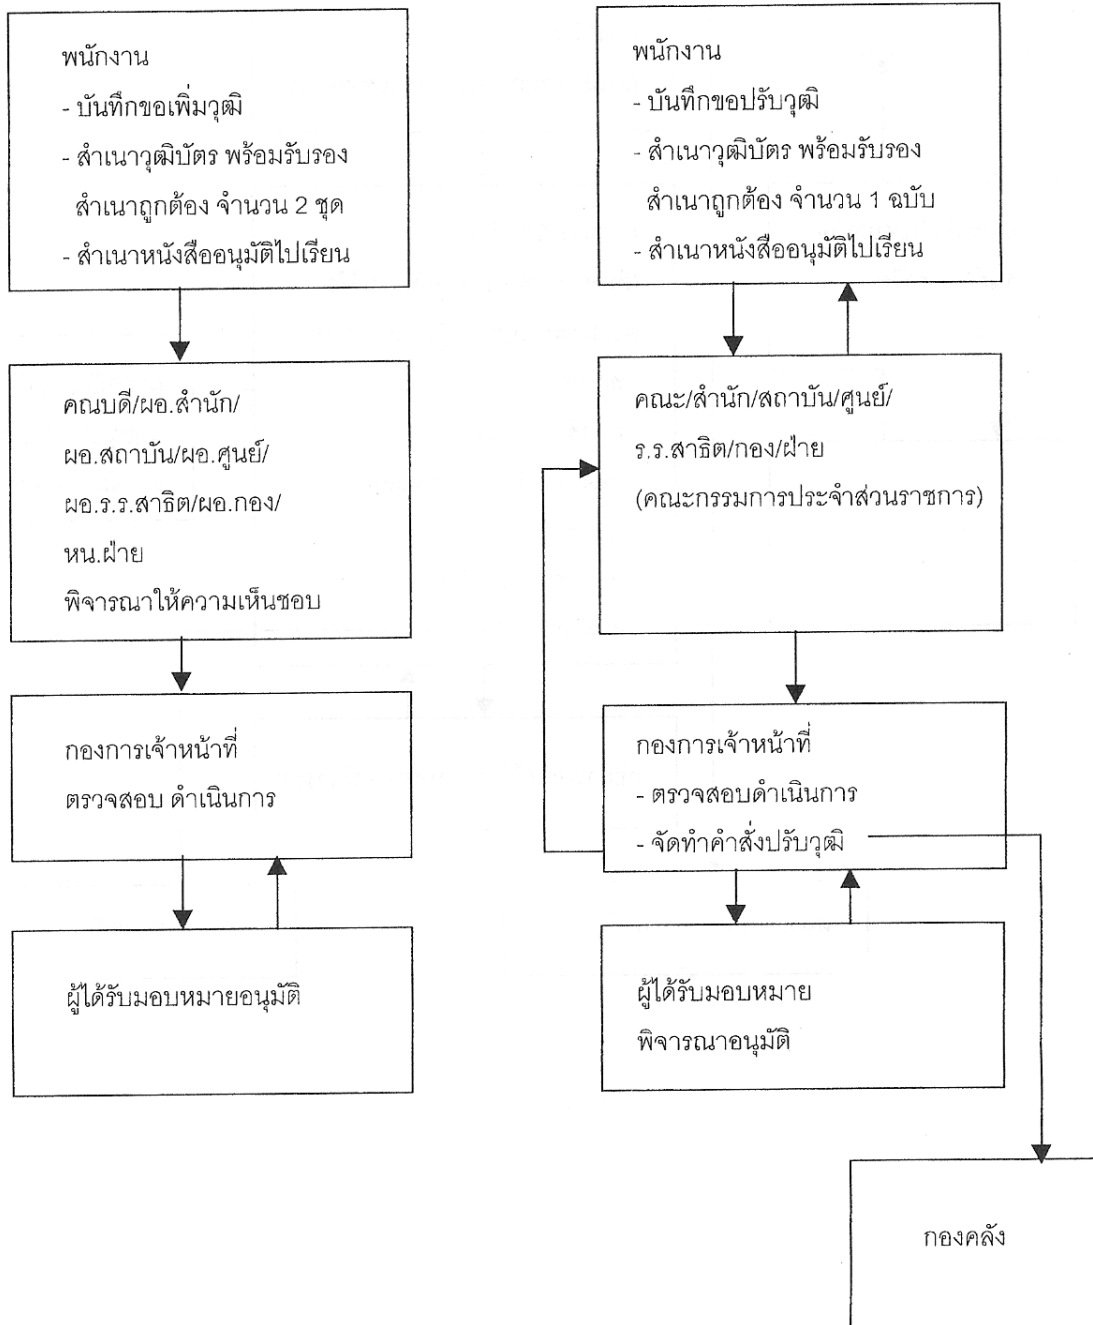 พนักงาน
- บันทึกขอเพิ่มวุฒิ
- สำเนาวุฒิบัตร พร้อมรับรอง
สำเนาถูกต้อง จำนวน 2 ชุด
- สำเนาหนังสืออนุมัติไปเรียน
คณบดี/ผอ.สำนัก/
ผอ.สถาบัน/ผอ.ศูนย์/
ผอ.ร.ร.สาธิต/ผอ.กอง/
หน.ฝ่าย
พิจารณาให้ความเห็นชอบ
กองการเจ้าหน้าที่
ตรวจสอบ ดำเนินการ
ผู้ได้รับมอบหมายอนุมัติ
พนักงาน
- บันทึกขอปรับวุฒิ
- สำเนาวุฒิบัตร พร้อมรับรอง
สำเนาถูกต้อง จำนวน 1 ฉบับ
- สำเนาหนังสืออนุมัติไปเรียน
คณะ/สำนัก/สถาบัน/ศูนย์/
ร.ร.สาธิต/กอง/ฝ่าย
(คณะกรรมการประจำส่วนราชการ)
กองการเจ้าหน้าที่
- ตรวจสอบดำเนินการ
- จัดทำคำสั่งปรับวุฒิ
ผู้ได้รับมอบหมาย
พิจารณาอนุมัติ
กองคลัง